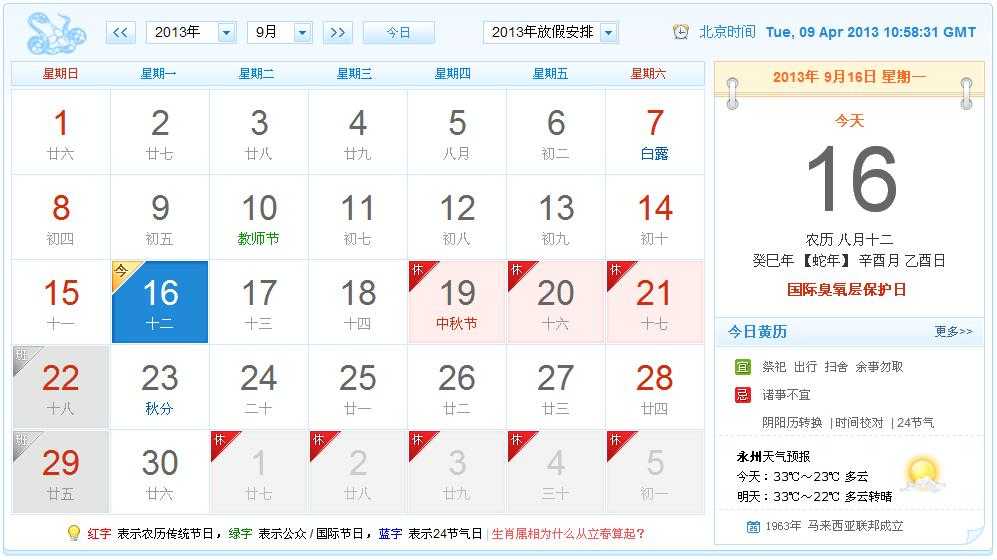 << 2013年 9月 >> 今日 2013年放假安排 北京时间 Tue, 09 Apr 2013 10:58:31 GMT
星期日 星期一 星期二 星期三 星期四 星期五 星期六
1 2 3 4 5 6 7
廿六 廿七 廿八 廿九 八月 初二 白露
8 9 10 11 12 13 14
初四 初五 教师节 初七 初八 初九 初十
今 休 休 休
15 16 17 18 19 20 21
十一 十二 十三 十四 中秋节 十六 十七
班
22 23 24 25 26 27 28
十八 秋分 二十 廿一 廿二 廿三 廿四
班 休 休 休 休 休
29 30 1 2 3 4 5
廿五 廿六 廿七 廿八 廿九 三十 初一
红字 表示农历传统节日，绿字 表示公众/国际节日，蓝字 表示24节气日 | 生肖属相为什么从立春算起?
2013年 9月16日 星期一
今天
16
农历 八月十二
癸巳年 【蛇年】 辛酉月 乙酉日
国际臭氧层保护日
今日黄历 更多>>
宜 祭祀 出行 扫舍 余事勿取
忌 诸事不宜
阴阳历转换 | 时间校对 | 24节气
永州天气预报
今天：33℃～23℃ 多云
明天：33℃～22℃ 多云转晴
1963年 马来西亚联邦成立